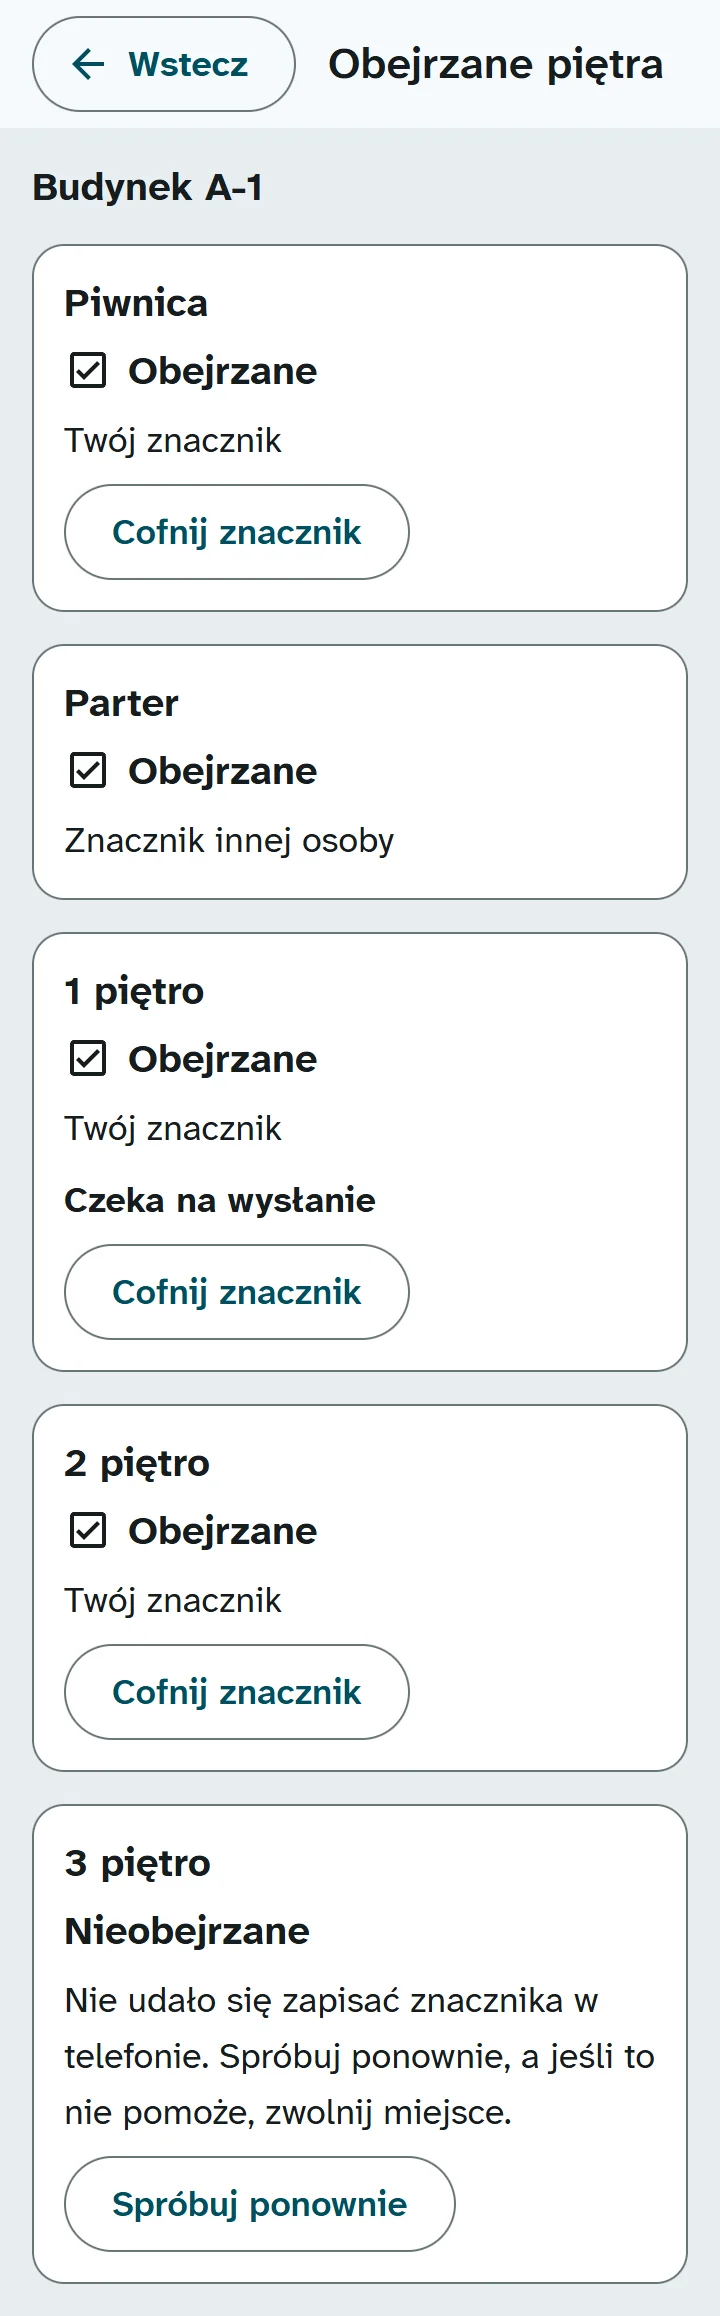 Wstecz
Obejrzane piętra
Budynek A-1
Piwnica
Obejrzane
Twój znacznik
Cofnij znacznik
Parter
Obejrzane
Znacznik innej osoby
1 piętro
Obejrzane
Twój znacznik
Czeka na wysłanie
Cofnij znacznik
2 piętro
Obejrzane
Twój znacznik
Cofnij znacznik
3 piętro
Nieobejrzane
Nie udało się zapisać znacznika w
telefonie. Spróbuj ponownie, a jeśli to
nie pomoże, zwolnij miejsce.
Spróbuj ponownie